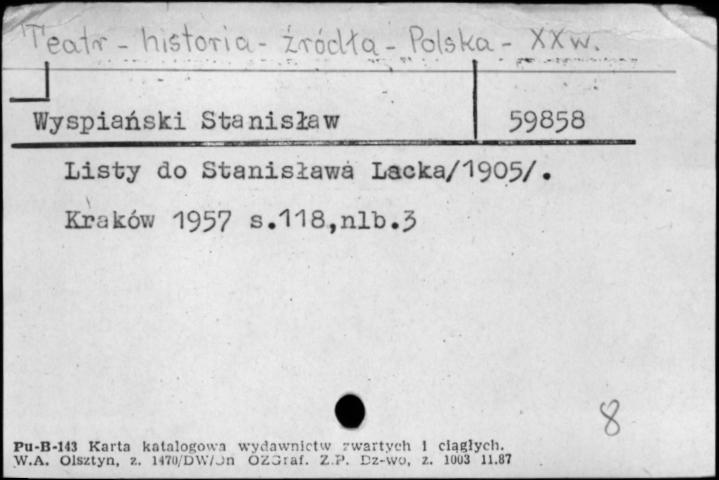 Teatr - historia - źródła - Polska - XXw.
Wyspiański Stanisław 59858
Listy do Stanisława Lacka/1905/.
Kraków 1957 s.118,nlb.3
8
Pu-B-143 Karta katalogowa wydawnictw zwartych i ciągłych.
W.A. Olsztyn, z. 1470/DW/Jn OZGraf. Z.P. Dz-wo, z. 1003 11.87